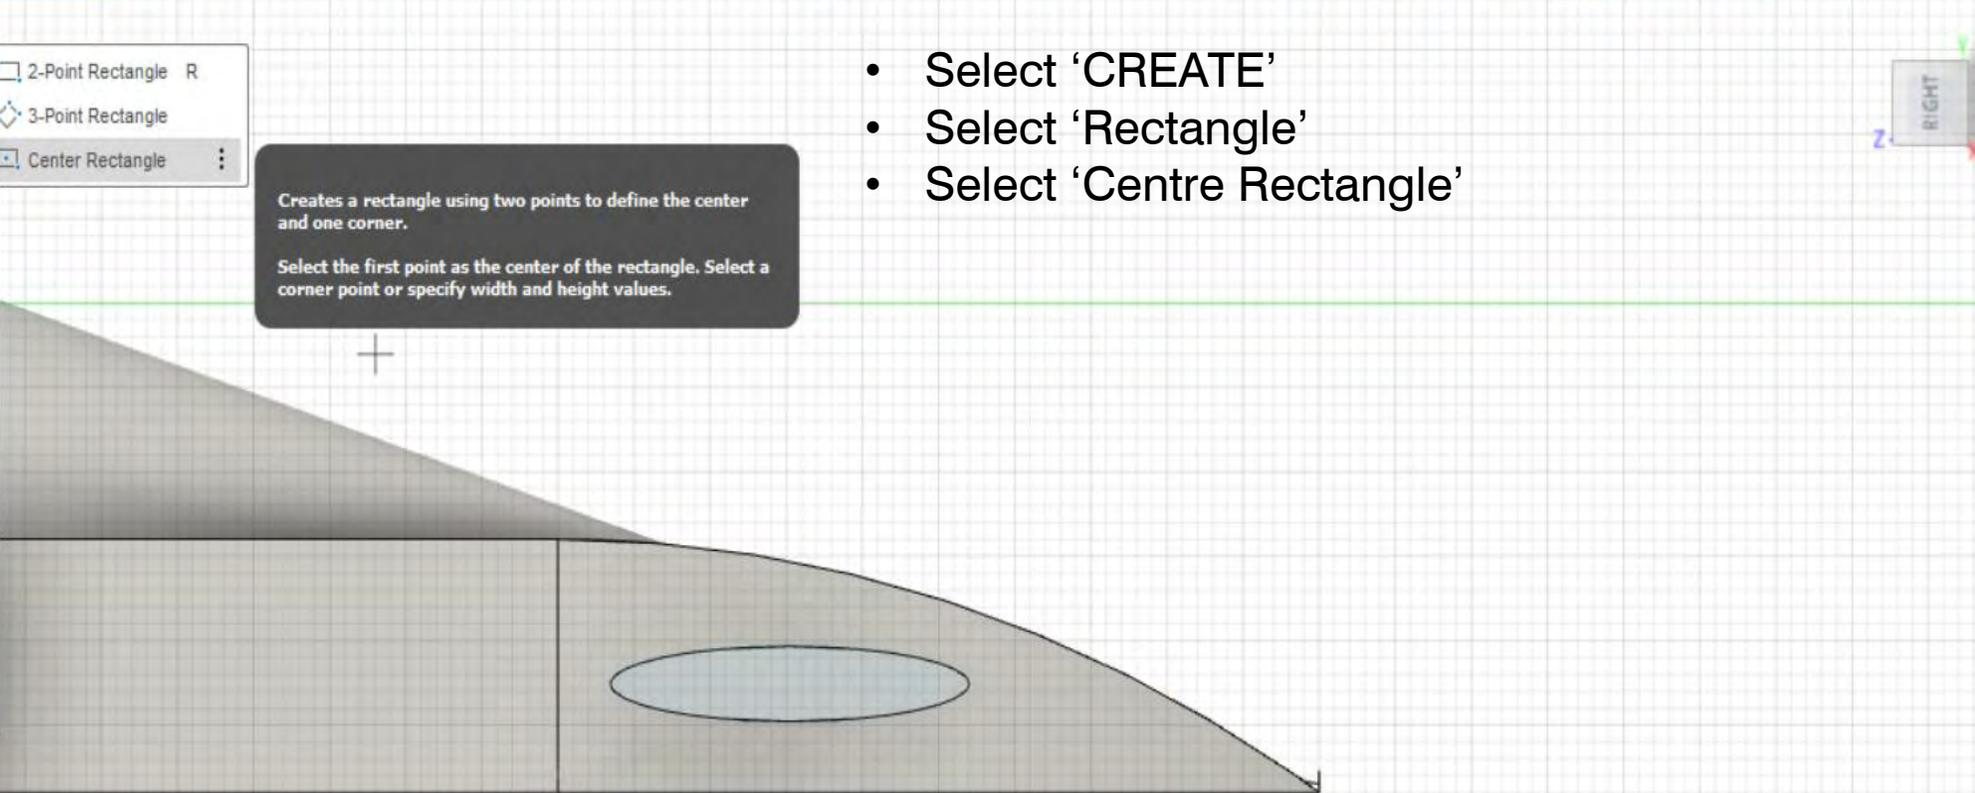 2-Point Rectangle R
3-Point Rectangle
Center Rectangle
Creates a rectangle using two points to define the center
and one corner.
Select the first point as the center of the rectangle. Select a
corner point or specify width and height values.
• Select ‘CREATE’
• Select ‘Rectangle’
• Select ‘Centre Rectangle’
Y
RIGHT
Z